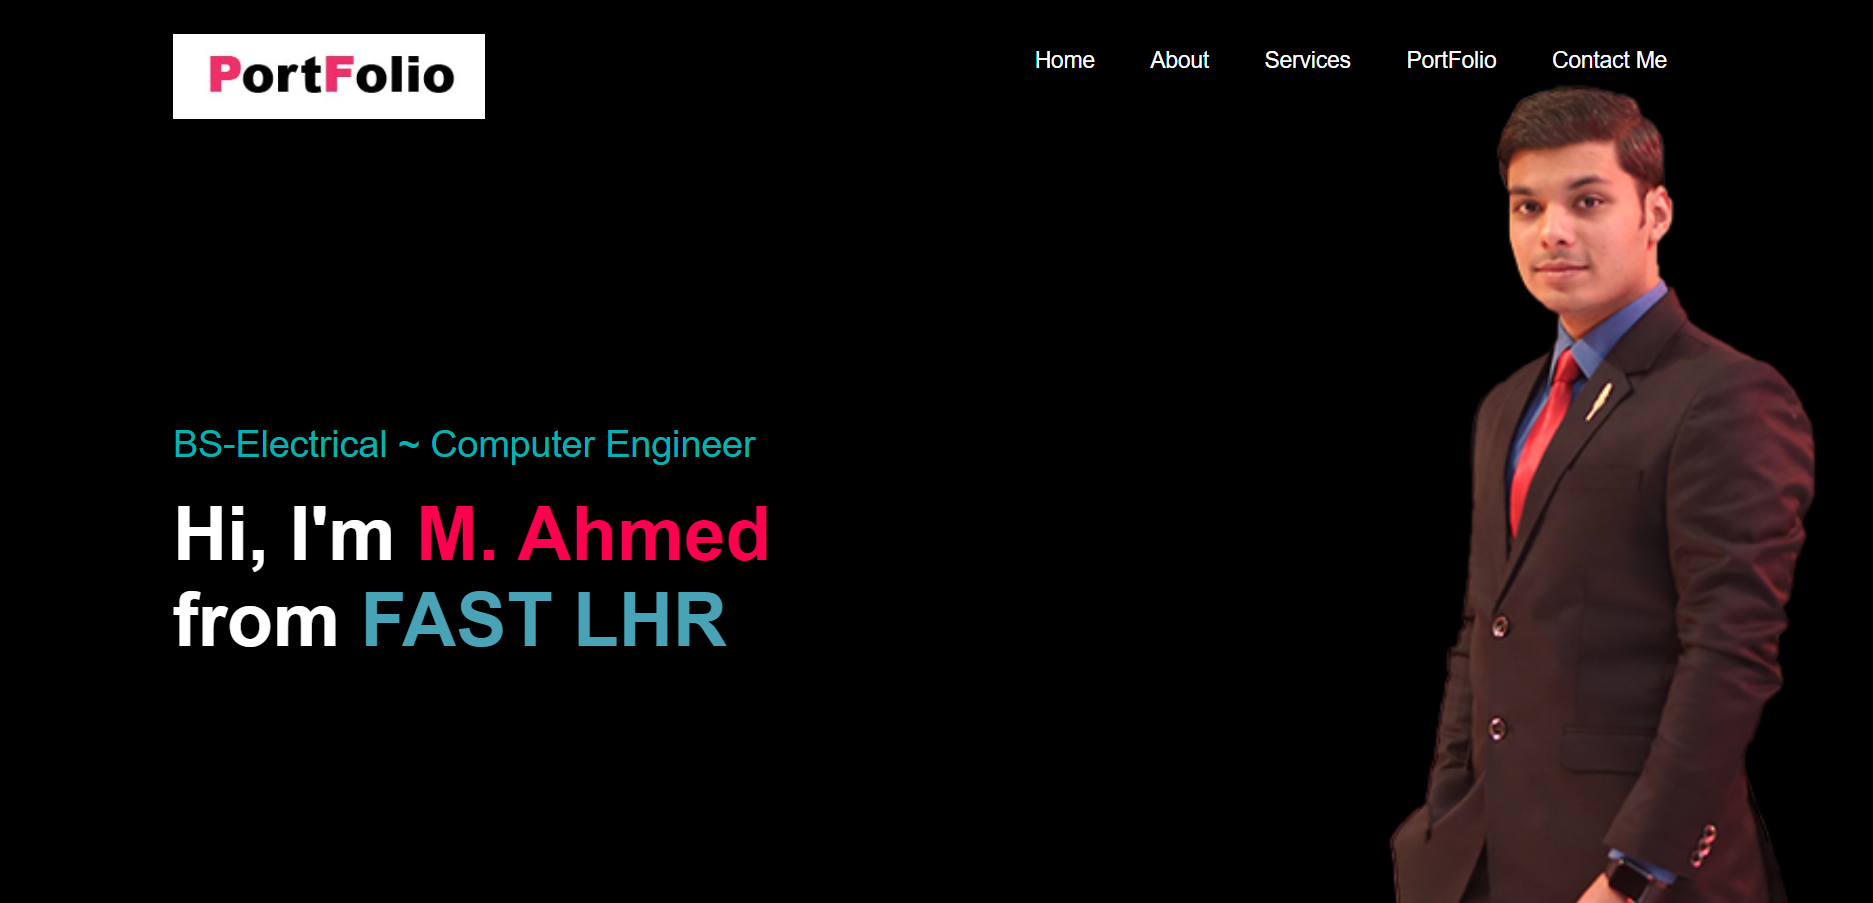 PortFolio
Home About Services PortFolio Contact Me
BS-Electrical ~ Computer Engineer
Hi, I'm M. Ahmed
from FAST LHR